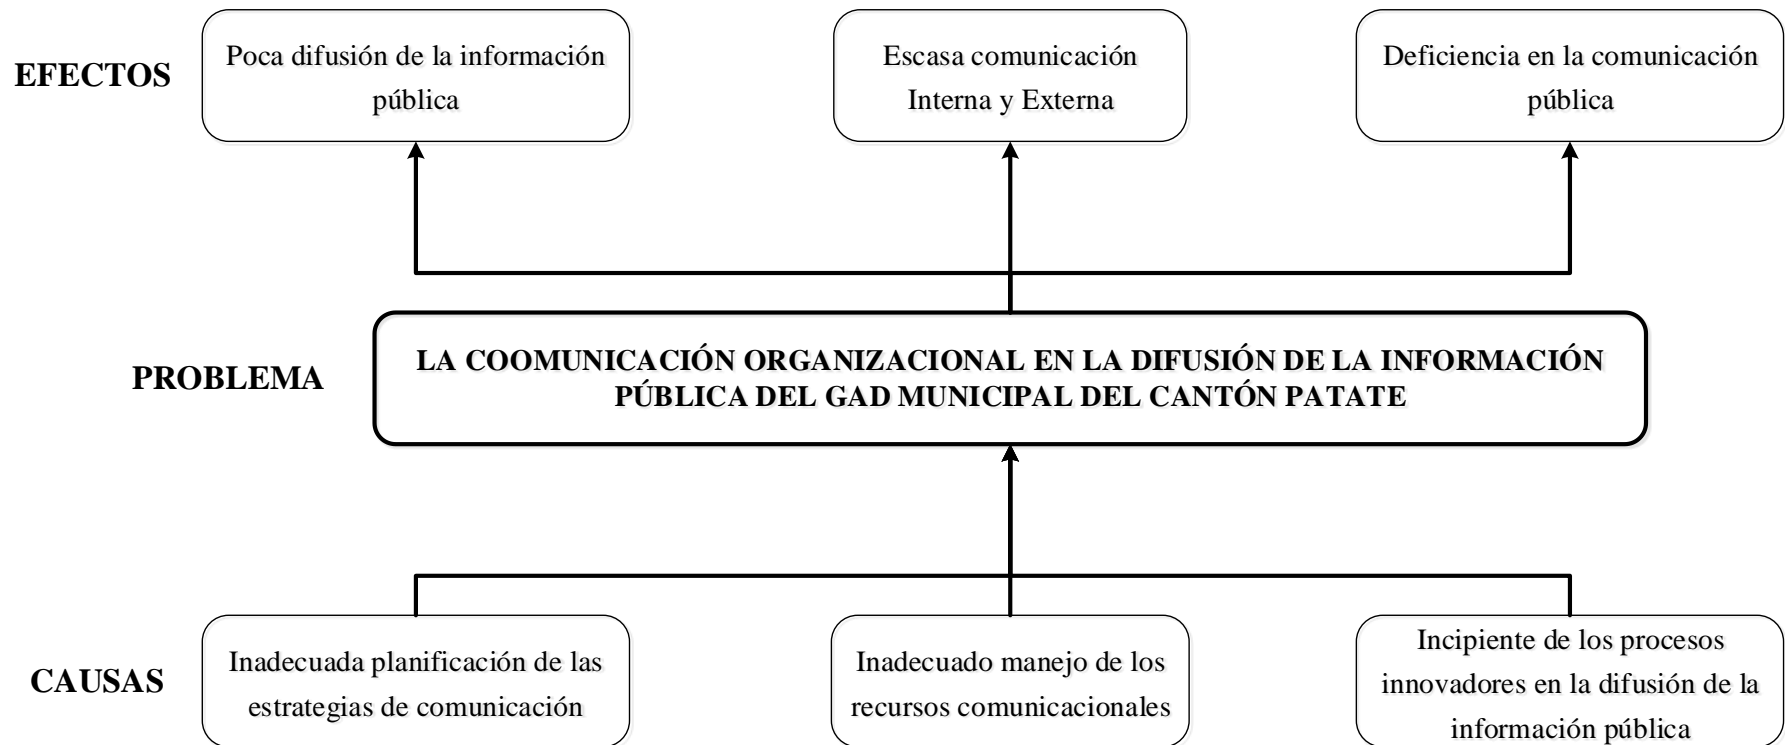 EFECTOS
Poca difusión de la información
pública
Escasa comunicación
Interna y Externa
Deficiencia en la comunicación
pública
PROBLEMA
LA COOMUNICACIÓN ORGANIZACIONAL EN LA DIFUSIÓN DE LA INFORMACIÓN
PÚBLICA DEL GAD MUNICIPAL DEL CANTÓN PATATE
CAUSAS
Inadecuada planificación de las
estrategias de comunicación
Inadecuado manejo de los
recursos comunicacionales
Incipiente de los procesos
innovadores en la difusión de la
información pública